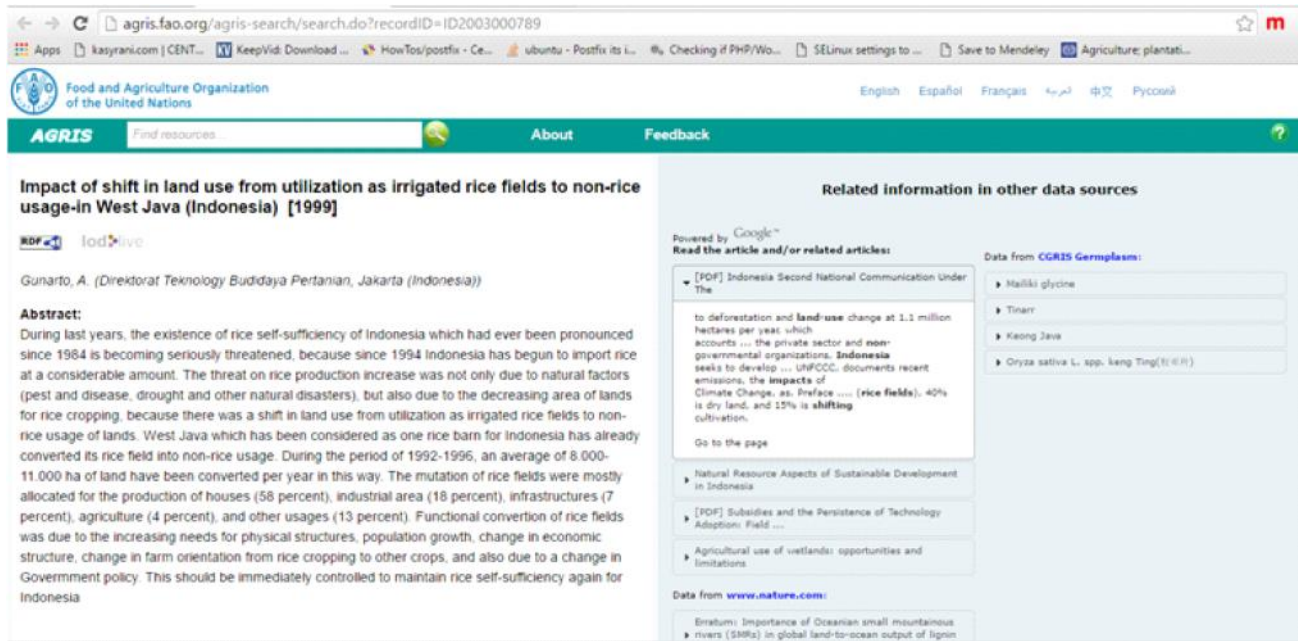 agris.fao.org/agris-search/search.do?recordID=ID2003000789
m
Apps kasyrani.com | CENT... KeepVid: Download ... HowTos/postfix - Ce... ubuntu - Postfix its i... Checking if PHP/Wo... SELinux settings to ... Save to Mendeley Agriculture; plantati...
Food and Agriculture Organization
of the United Nations
English Español Français العربية 中文 Русский
AGRIS Find resources... About Feedback ?
Impact of shift in land use from utilization as irrigated rice fields to non-rice
usage-in West Java (Indonesia) [1999]
RDF lodlive
Gunarto, A. (Direktorat Teknology Budidaya Pertanian, Jakarta (Indonesia))
Abstract:
During last years, the existence of rice self-sufficiency of Indonesia which had ever been pronounced
since 1984 is becoming seriously threatened, because since 1994 Indonesia has begun to import rice
at a considerable amount. The threat on rice production increase was not only due to natural factors
(pest and disease, drought and other natural disasters), but also due to the decreasing area of lands
for rice cropping, because there was a shift in land use from utilization as irrigated rice fields to non-
rice usage of lands. West Java which has been considered as one rice barn for Indonesia has already
converted its rice field into non-rice usage. During the period of 1992-1996, an average of 8.000-
11.000 ha of land have been converted per year in this way. The mutation of rice fields were mostly
allocated for the production of houses (58 percent), industrial area (18 percent), infrastructures (7
percent), agriculture (4 percent), and other usages (13 percent). Functional convertion of rice fields
was due to the increasing needs for physical structures, population growth, change in economic
structure, change in farm orientation from rice cropping to other crops, and also due to a change in
Government policy. This should be immediately controlled to maintain rice self-sufficiency again for
Indonesia
Related information in other data sources
Powered by Google™
Read the article and/or related articles:
[PDF] Indonesia Second National Communication Under
The
to deforestation and land-use change at 1.1 million
hectares per year, which
accounts ... the private sector and non-
governmental organizations. Indonesia
seeks to develop ... UNFCCC, documents recent
emissions, the impacts of
Climate Change, as. Preface .... (rice fields), 40%
is dry land, and 15% is shifting
cultivation.
Go to the page
Natural Resource Aspects of Sustainable Development
in Indonesia
[PDF] Subsidies and the Persistence of Technology
Adoption: Field ...
Agricultural use of wetlands: opportunities and
limitations
Data from www.nature.com:
Erratum: Importance of Oceanian small mountainous
rivers (SMRs) in global land-to-ocean output of lignin
Data from CGRIS Germplasm:
Mailiki glycine
Tinarr
Keong Java
Oryza sativa L. spp. keng Ting